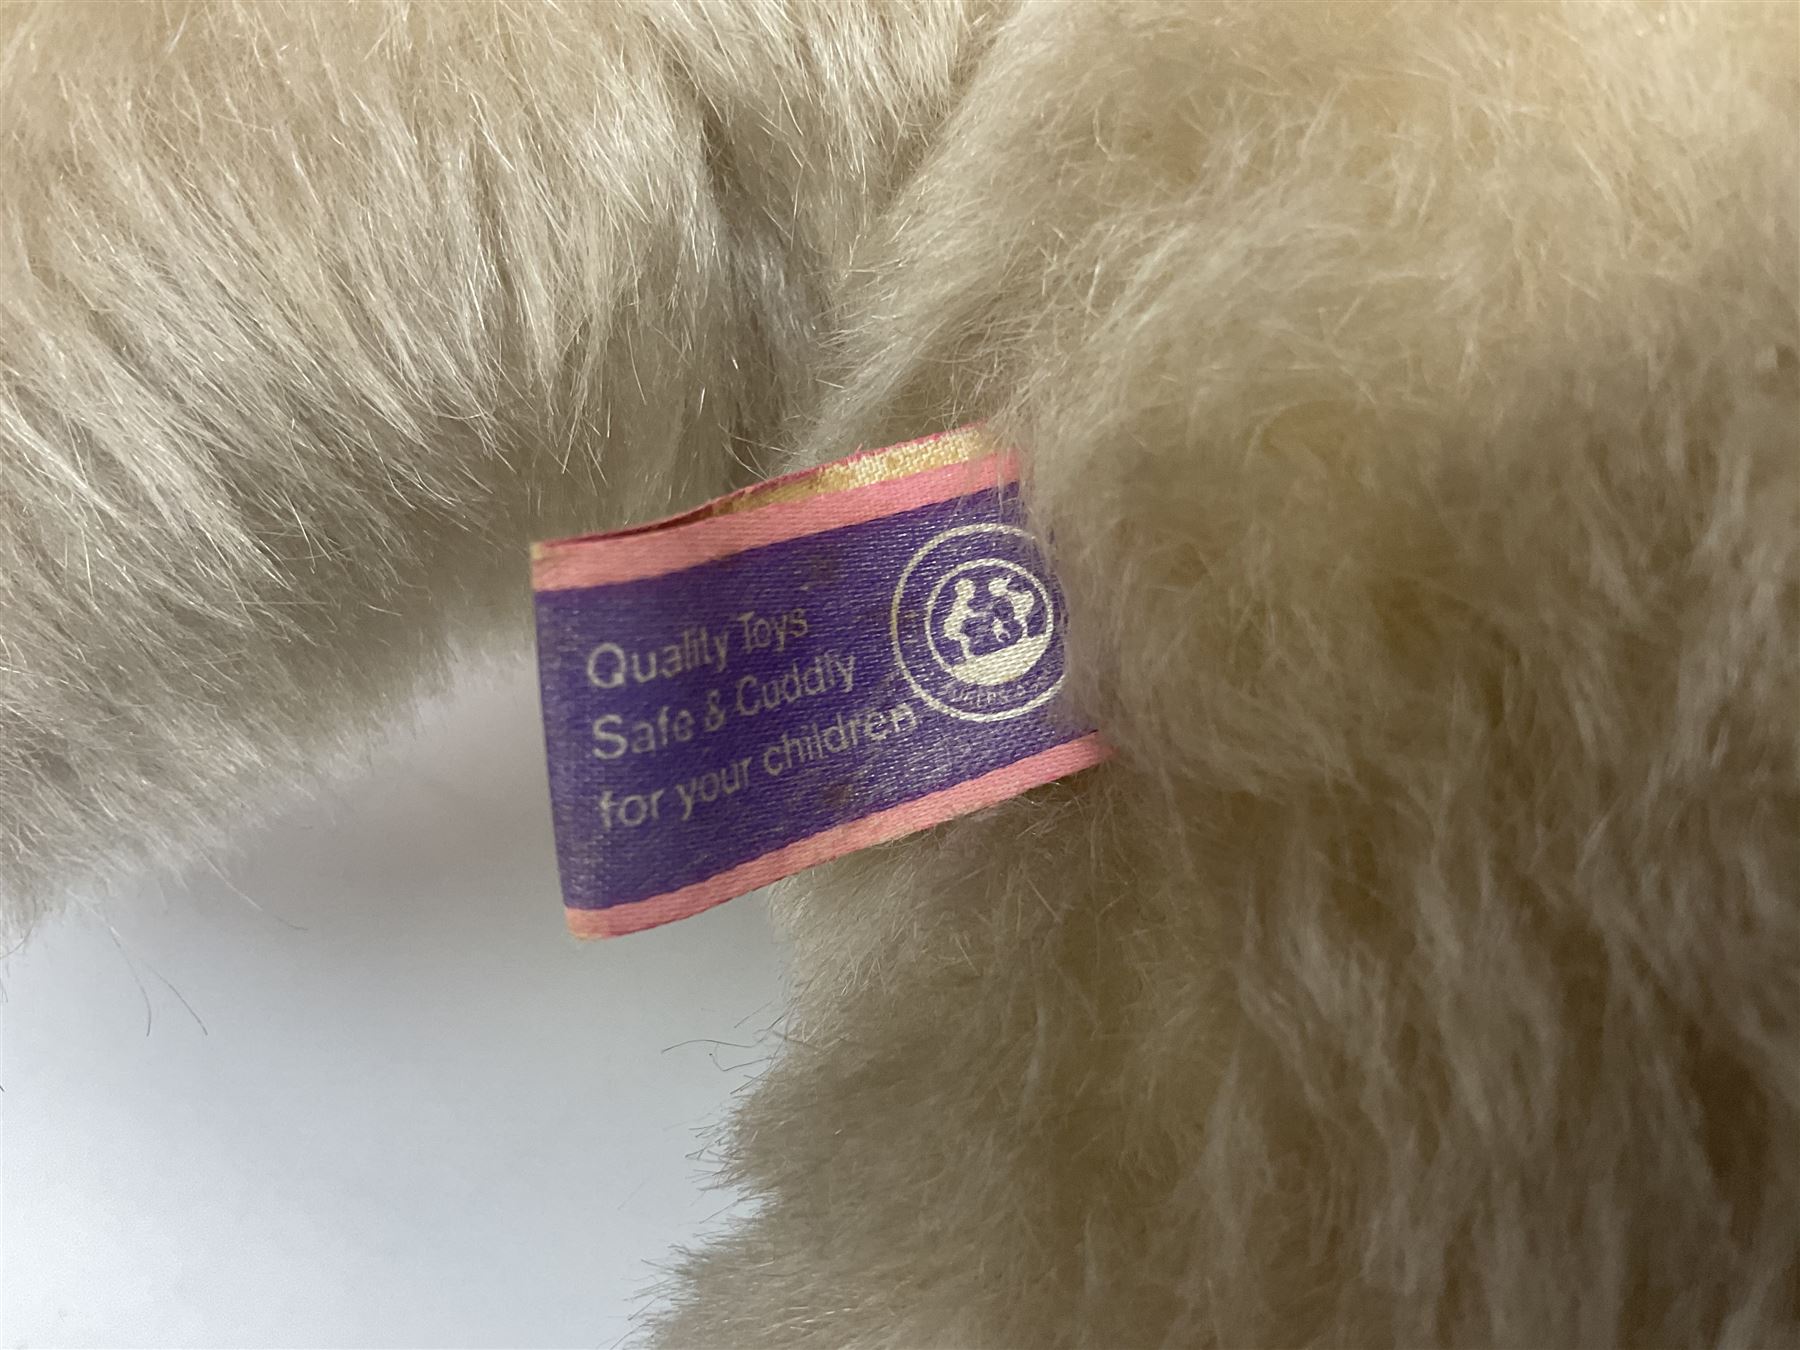 Quality Toys
Safe & Cuddly
for your children